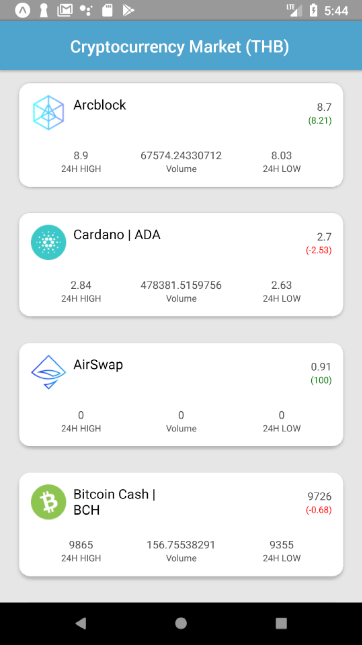 LTE 5:44
Cryptocurrency Market (THB)
Arcblock
8.7
(8.21)
8.9 67574.24330712 8.03
24H HIGH Volume 24H LOW
Cardano | ADA
2.7
(-2.53)
2.84 478381.5159756 2.63
24H HIGH Volume 24H LOW
AirSwap
0.91
(100)
0 0 0
24H HIGH Volume 24H LOW
Bitcoin Cash |
BCH
9726
(-0.68)
9865 156.75538291 9355
24H HIGH Volume 24H LOW